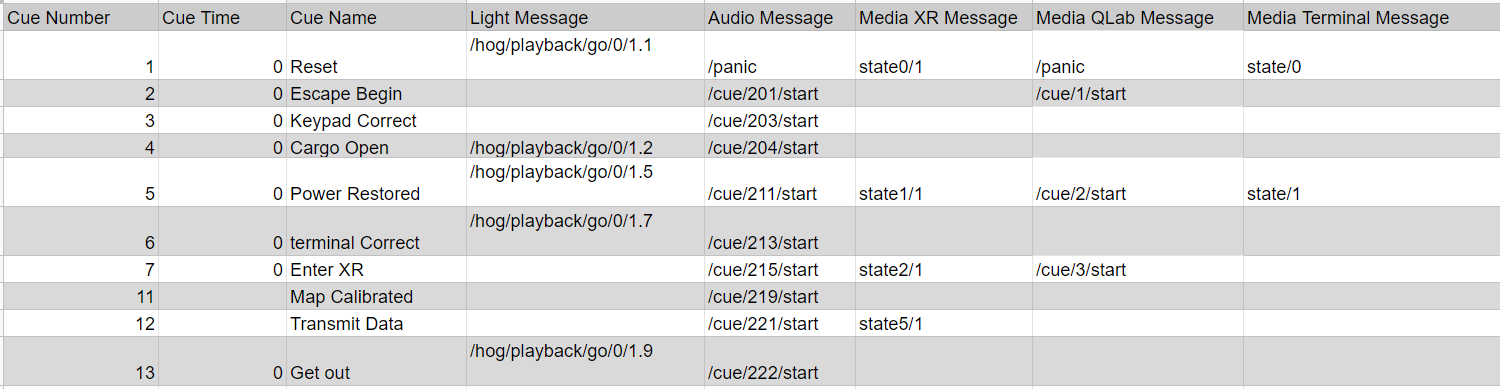 Cue Number Cue Time Cue Name Light Message Audio Message Media XR Message Media QLab Message Media Terminal Message
1 0 Reset /hog/playback/go/0/1.1 /panic state0/1 /panic state/0
2 0 Escape Begin /cue/201/start /cue/1/start
3 0 Keypad Correct /cue/203/start
4 0 Cargo Open /hog/playback/go/0/1.2 /cue/204/start
5 0 Power Restored /hog/playback/go/0/1.5 /cue/211/start state1/1 /cue/2/start state/1
6 0 terminal Correct /hog/playback/go/0/1.7 /cue/213/start
7 0 Enter XR /cue/215/start state2/1 /cue/3/start
11 Map Calibrated /cue/219/start
12 Transmit Data /cue/221/start state5/1
13 0 Get out /hog/playback/go/0/1.9 /cue/222/start